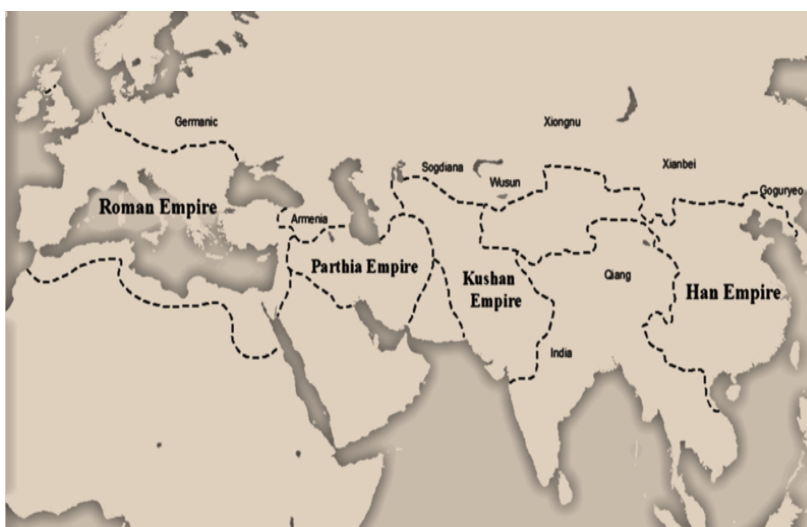 Germanic
Xiongnu
Xianbei
Sogdiana
Wusun
Goguryeo
Roman Empire
Armenia
Parthia Empire
Kushan
Empire
Qiang
Han Empire
India